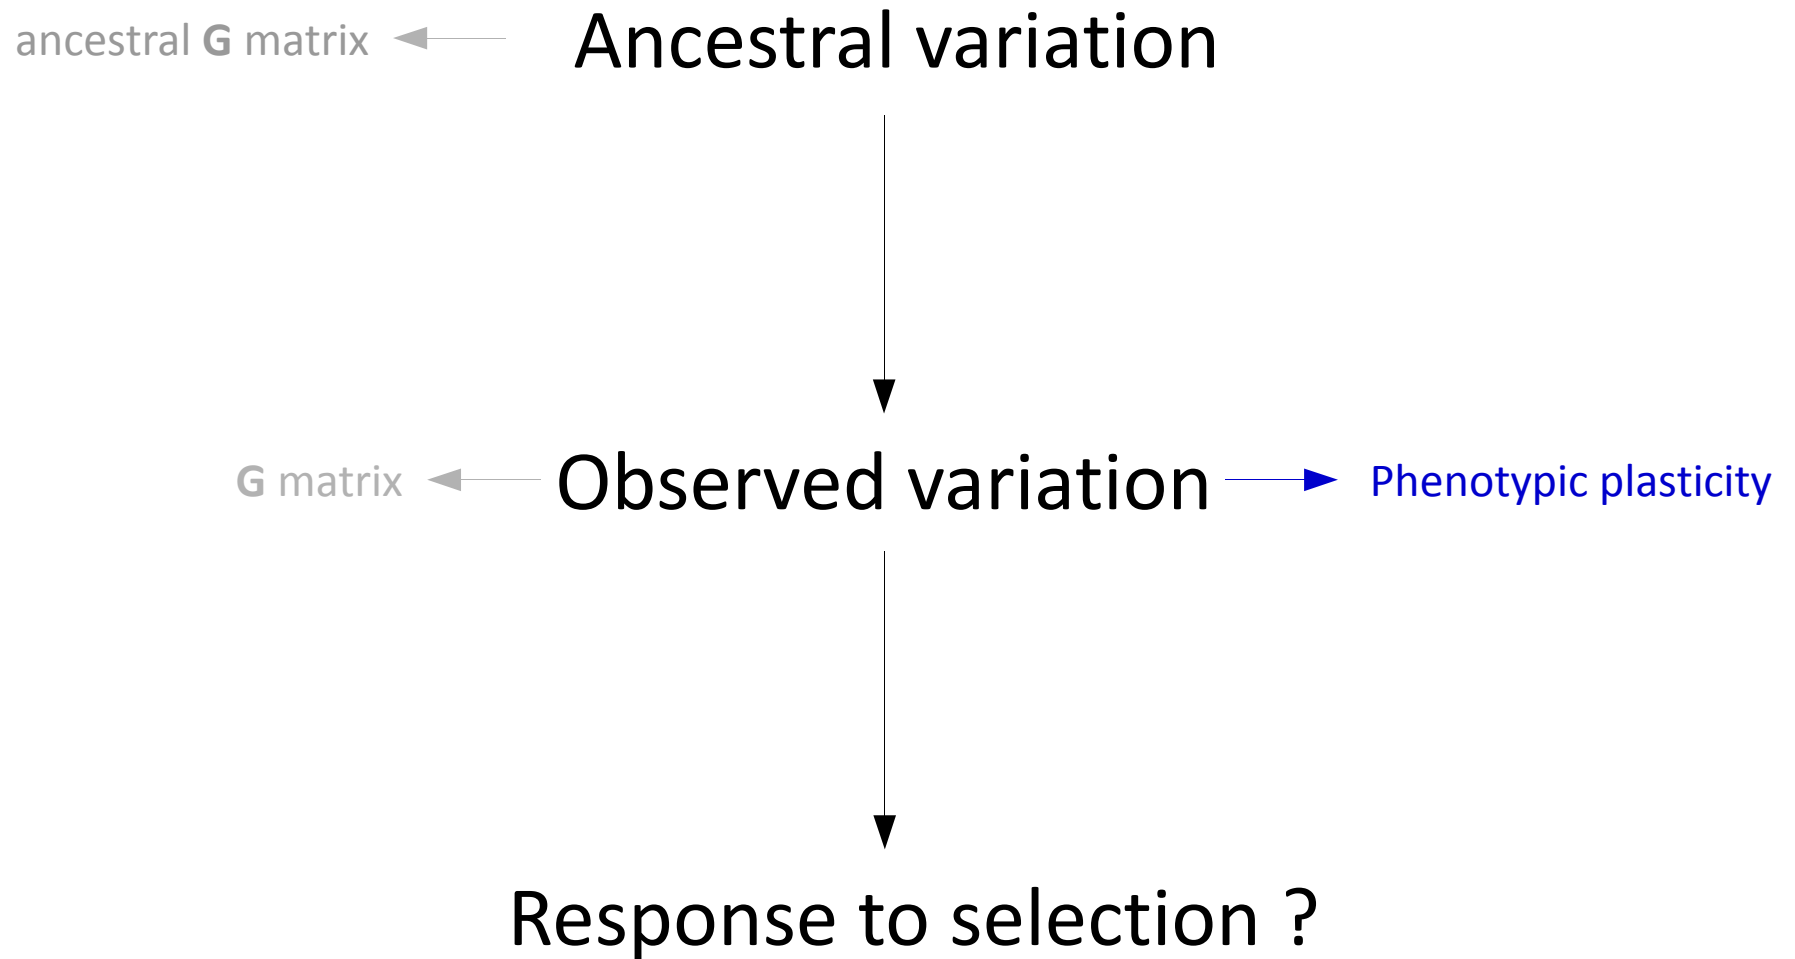 ancestral G matrix
Ancestral variation
G matrix
Observed variation
Phenotypic plasticity
Response to selection ?